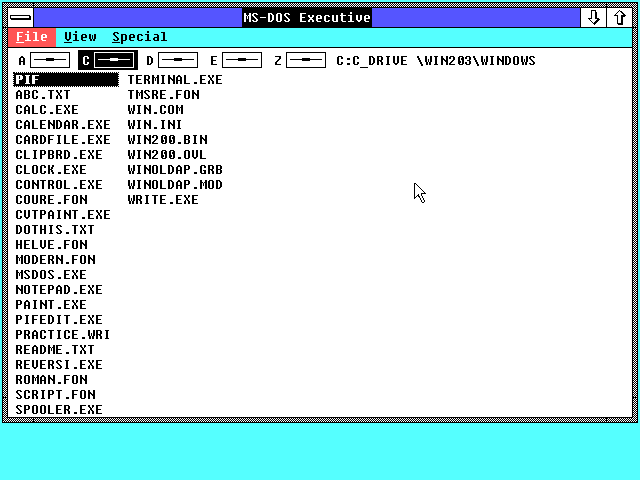 MS-DOS Executive
File View Special
A C D E Z C:C_DRIVE \WIN203\WINDOWS
PIF TERMINAL.EXE
ABC.TXT TMSRE.FON
CALC.EXE WIN.COM
CALENDAR.EXE WIN.INI
CARDFILE.EXE WIN200.BIN
CLIPBRD.EXE WIN200.OVL
CLOCK.EXE WINOLDAP.GRB
CONTROL.EXE WINOLDAP.MOD
COURE.FON WRITE.EXE
CVTPAINT.EXE
DOTHIS.TXT
HELVE.FON
MODERN.FON
MSDOS.EXE
NOTEPAD.EXE
PAINT.EXE
PIFEDIT.EXE
PRACTICE.WRI
README.TXT
REVERSI.EXE
ROMAN.FON
SCRIPT.FON
SPOOLER.EXE